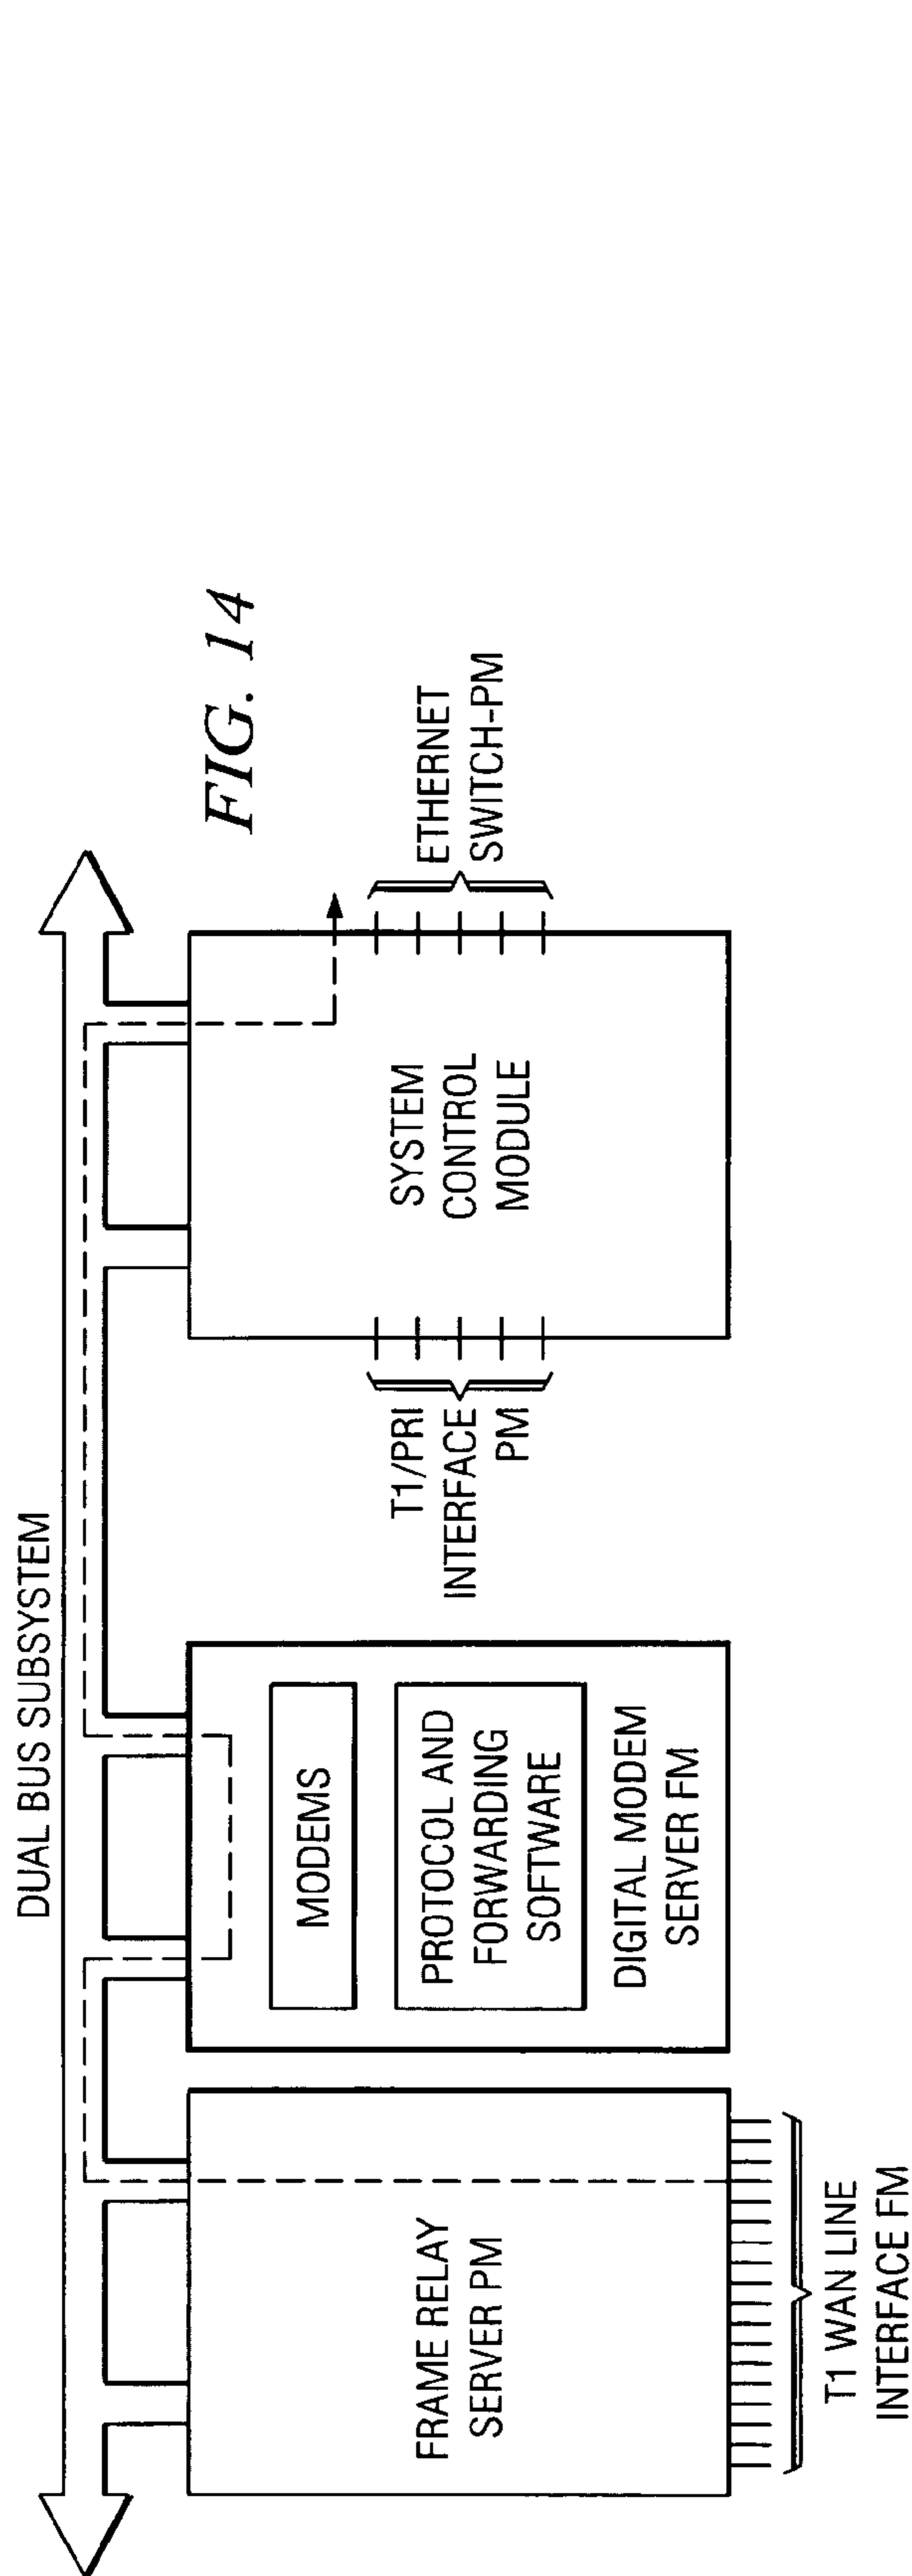 DUAL BUS SUBSYSTEM
FRAME RELAY
SERVER PM
T1 WAN LINE
INTERFACE FM
MODEMS
PROTOCOL AND
FORWARDING
SOFTWARE
DIGITAL MODEM
SERVER FM
T1/PRI
INTERFACE
PM
SYSTEM
CONTROL
MODULE
ETHERNET
SWITCH-PM
FIG. 14